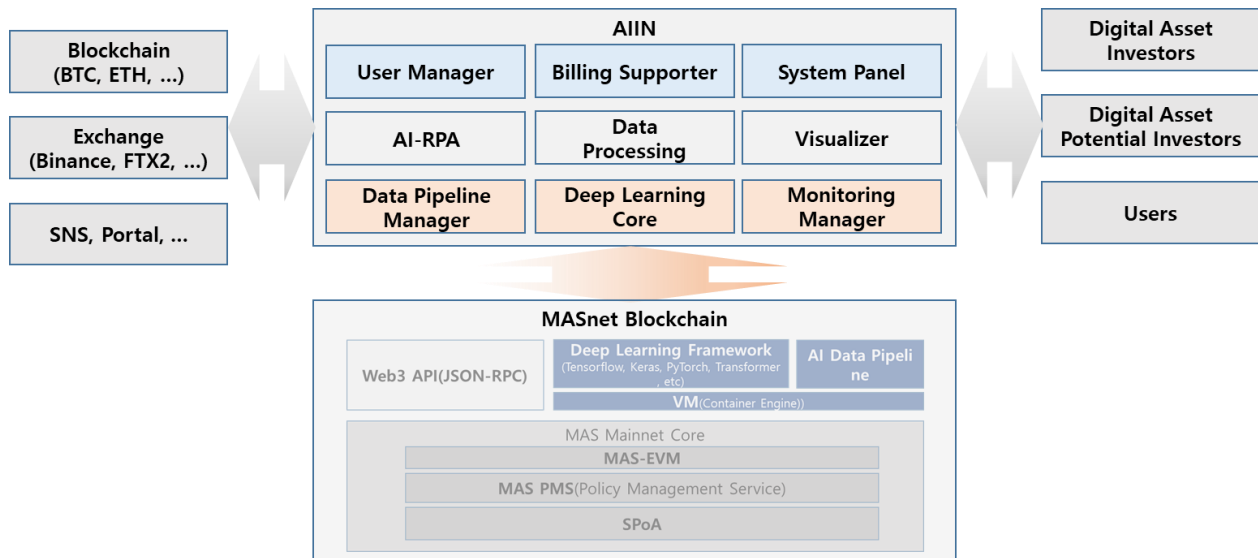 Blockchain
(BTC, ETH, ...)
Exchange
(Binance, FTX2, ...)
SNS, Portal, ...
AIIN
User Manager
Billing Supporter
System Panel
AI-RPA
Data
Processing
Visualizer
Data Pipeline
Manager
Deep Learning
Core
Monitoring
Manager
Digital Asset
Investors
Digital Asset
Potential Investors
Users
MASnet Blockchain
Web3 API(JSON-RPC)
Deep Learning Framework
(Tensorflow, Keras, PyTorch, Transformer
, etc)
AI Data Pipeli
ne
VM(Container Engine))
MAS Mainnet Core
MAS-EVM
MAS PMS(Policy Management Service)
SPoA